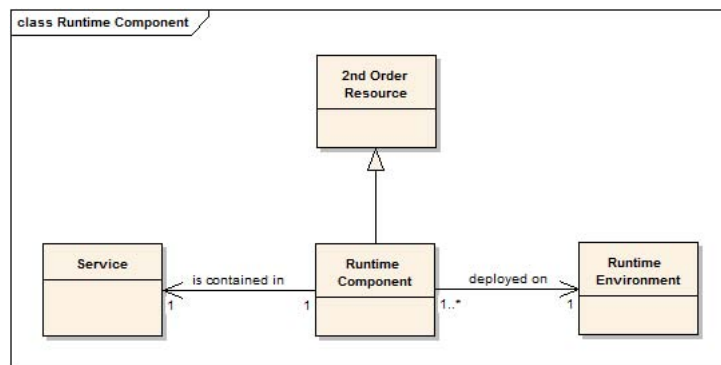 class Runtime Component
2nd Order
Resource
Service
is contained in
1
1
Runtime
Component
deployed on
1..*
1
Runtime
Environment